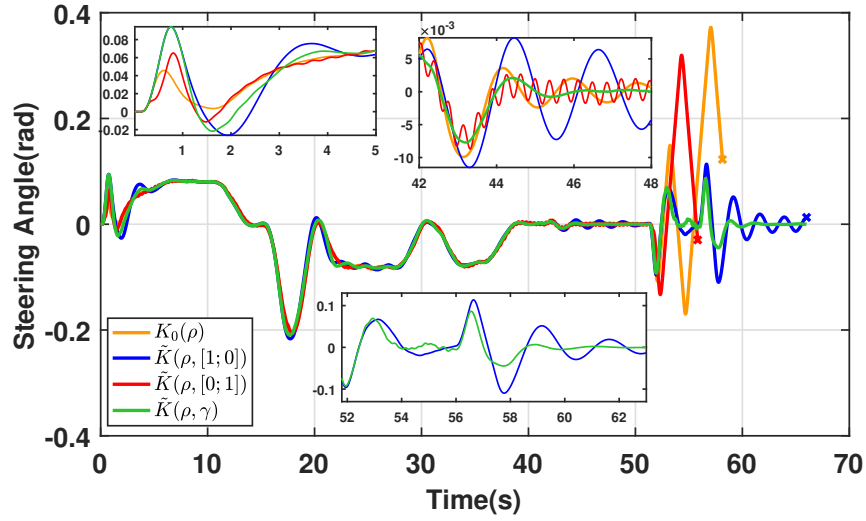 0.4
0.2
0
-0.2
-0.4
Steering Angle(rad)
0.08
0.06
0.04
0.02
0
-0.02
1 2 3 4 5
×10⁻³
5
0
-5
-10
42 44 46 48
0.1
0
-0.1
52 54 56 58 60 62
K₀(ρ)
K̃(ρ, [1; 0])
K̃(ρ, [0; 1])
K̃(ρ, γ)
0 10 20 30 40 50 60 70
Time(s)